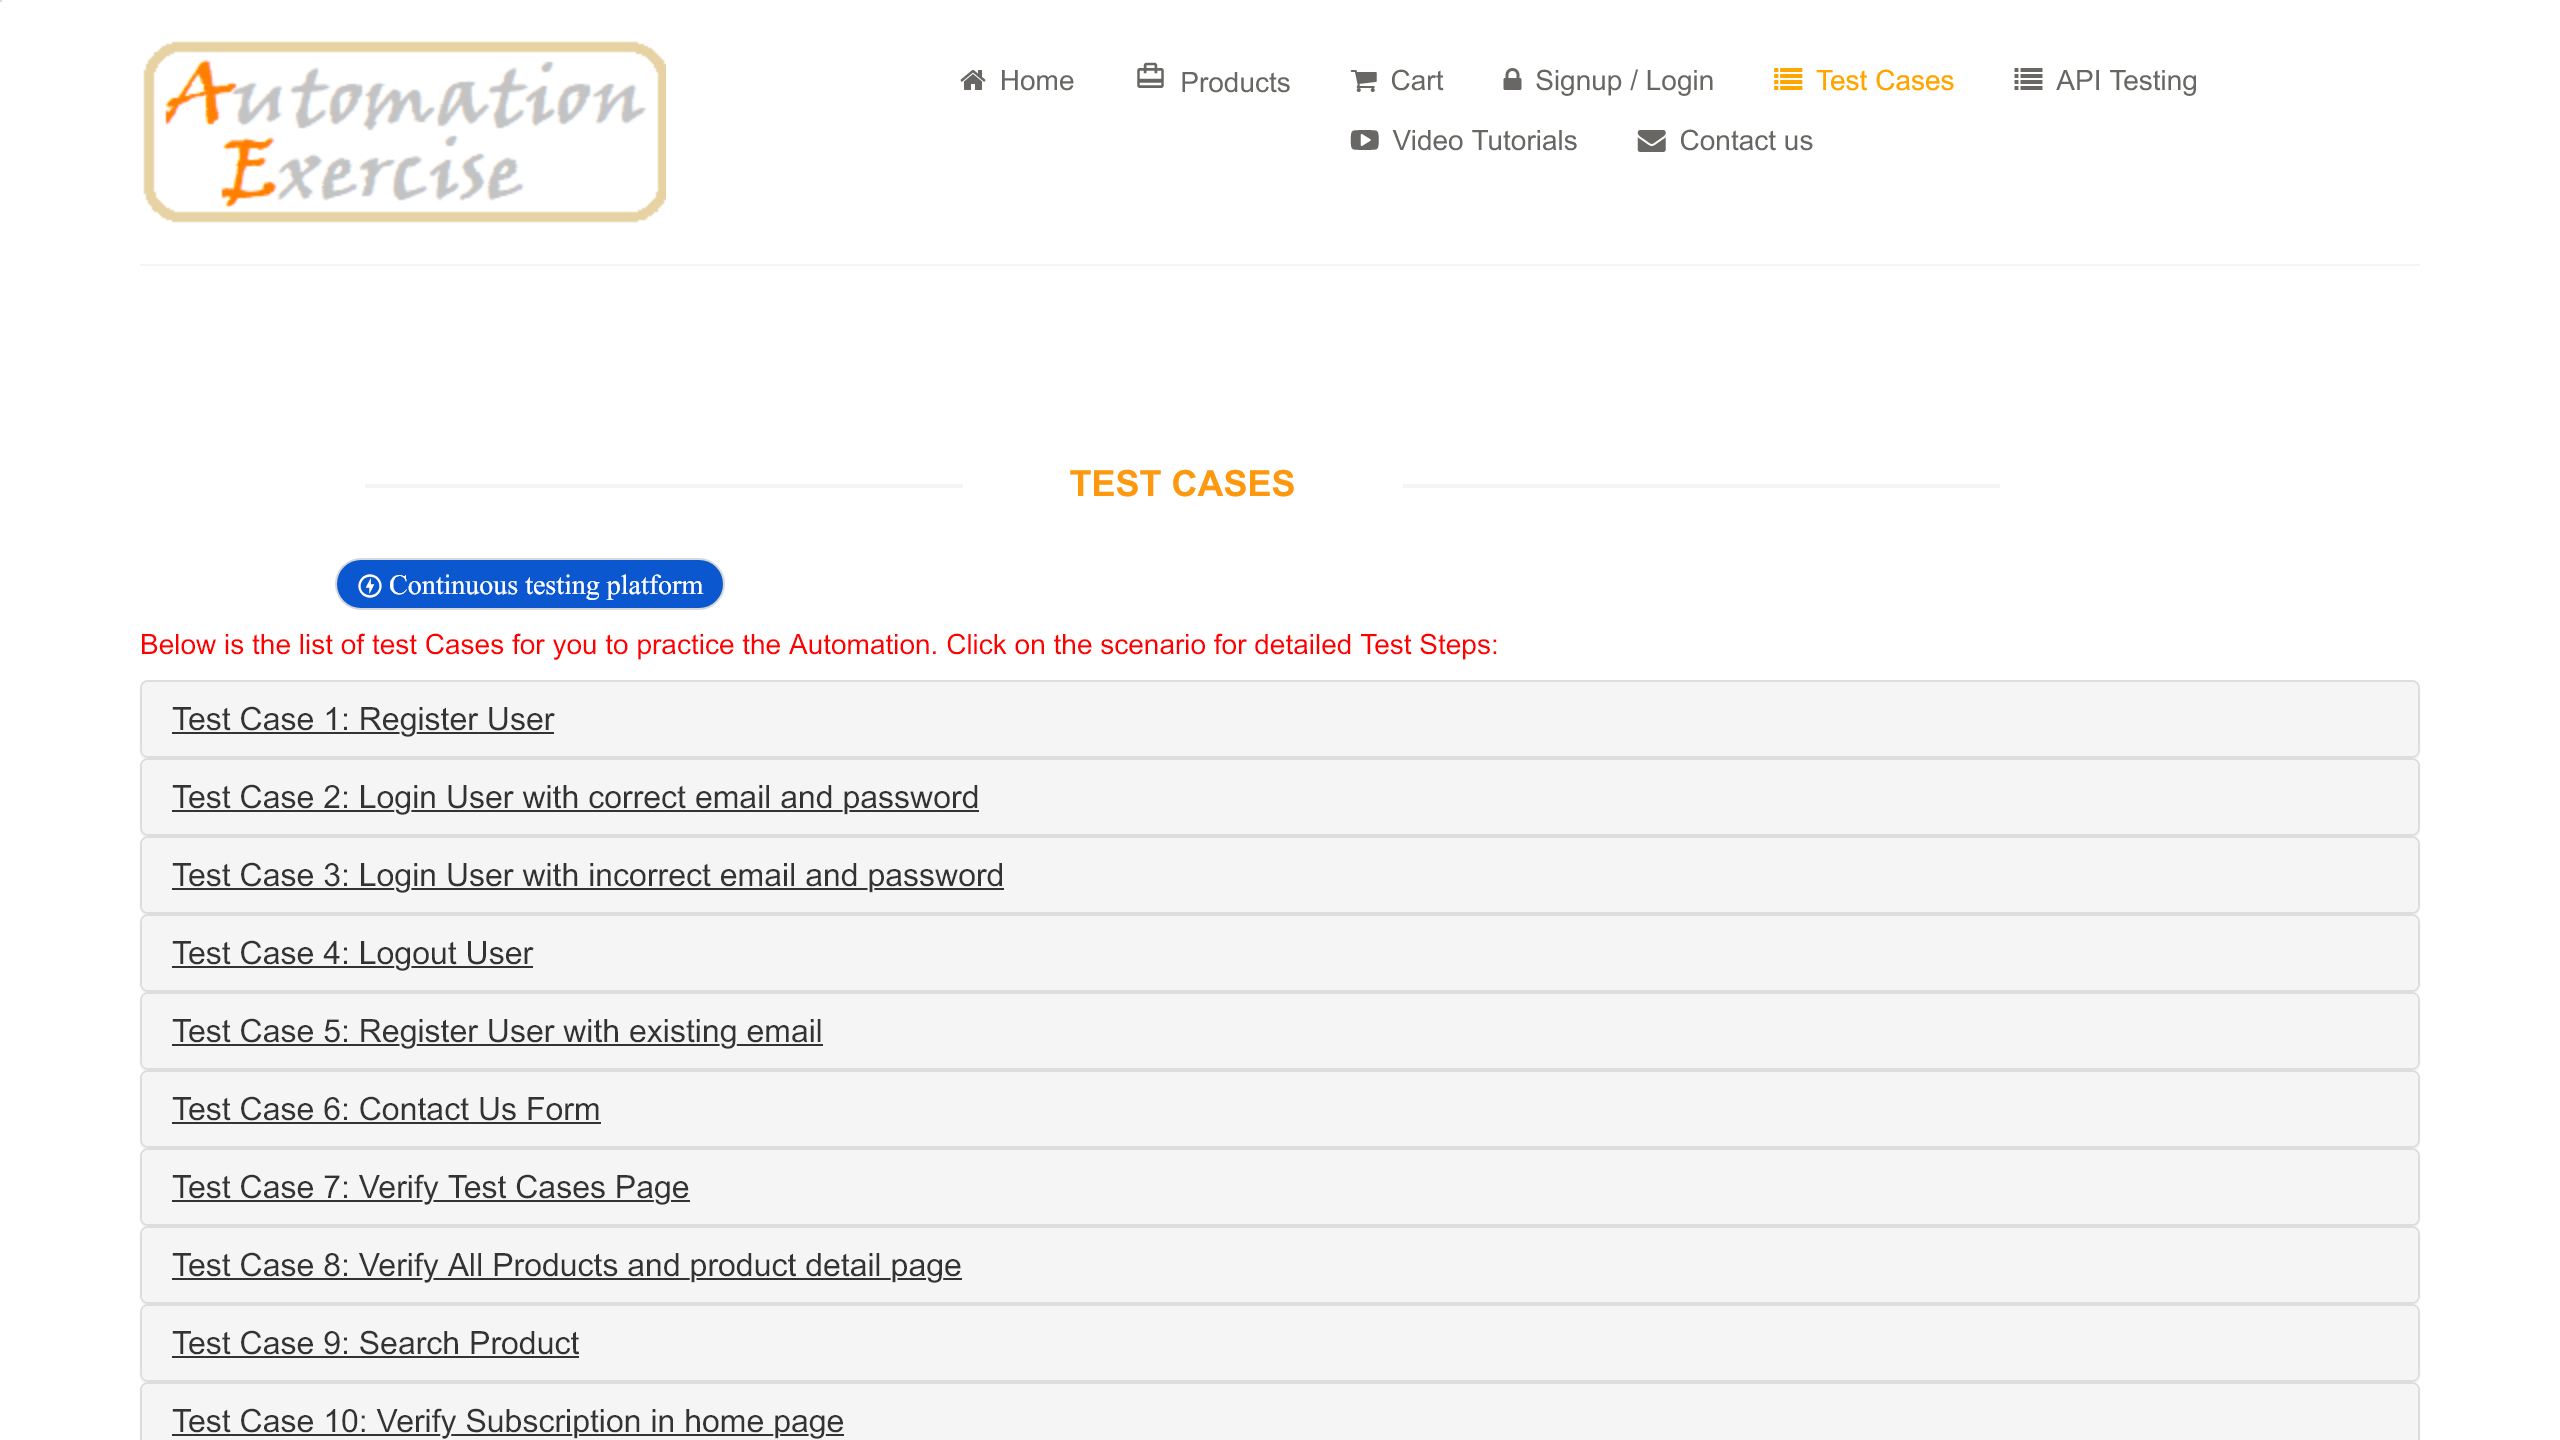 Automation
Exercise
Home Products Cart Signup / Login Test Cases API Testing
Video Tutorials Contact us
TEST CASES
Continuous testing platform
Below is the list of test Cases for you to practice the Automation. Click on the scenario for detailed Test Steps:
Test Case 1: Register User
Test Case 2: Login User with correct email and password
Test Case 3: Login User with incorrect email and password
Test Case 4: Logout User
Test Case 5: Register User with existing email
Test Case 6: Contact Us Form
Test Case 7: Verify Test Cases Page
Test Case 8: Verify All Products and product detail page
Test Case 9: Search Product
Test Case 10: Verify Subscription in home page